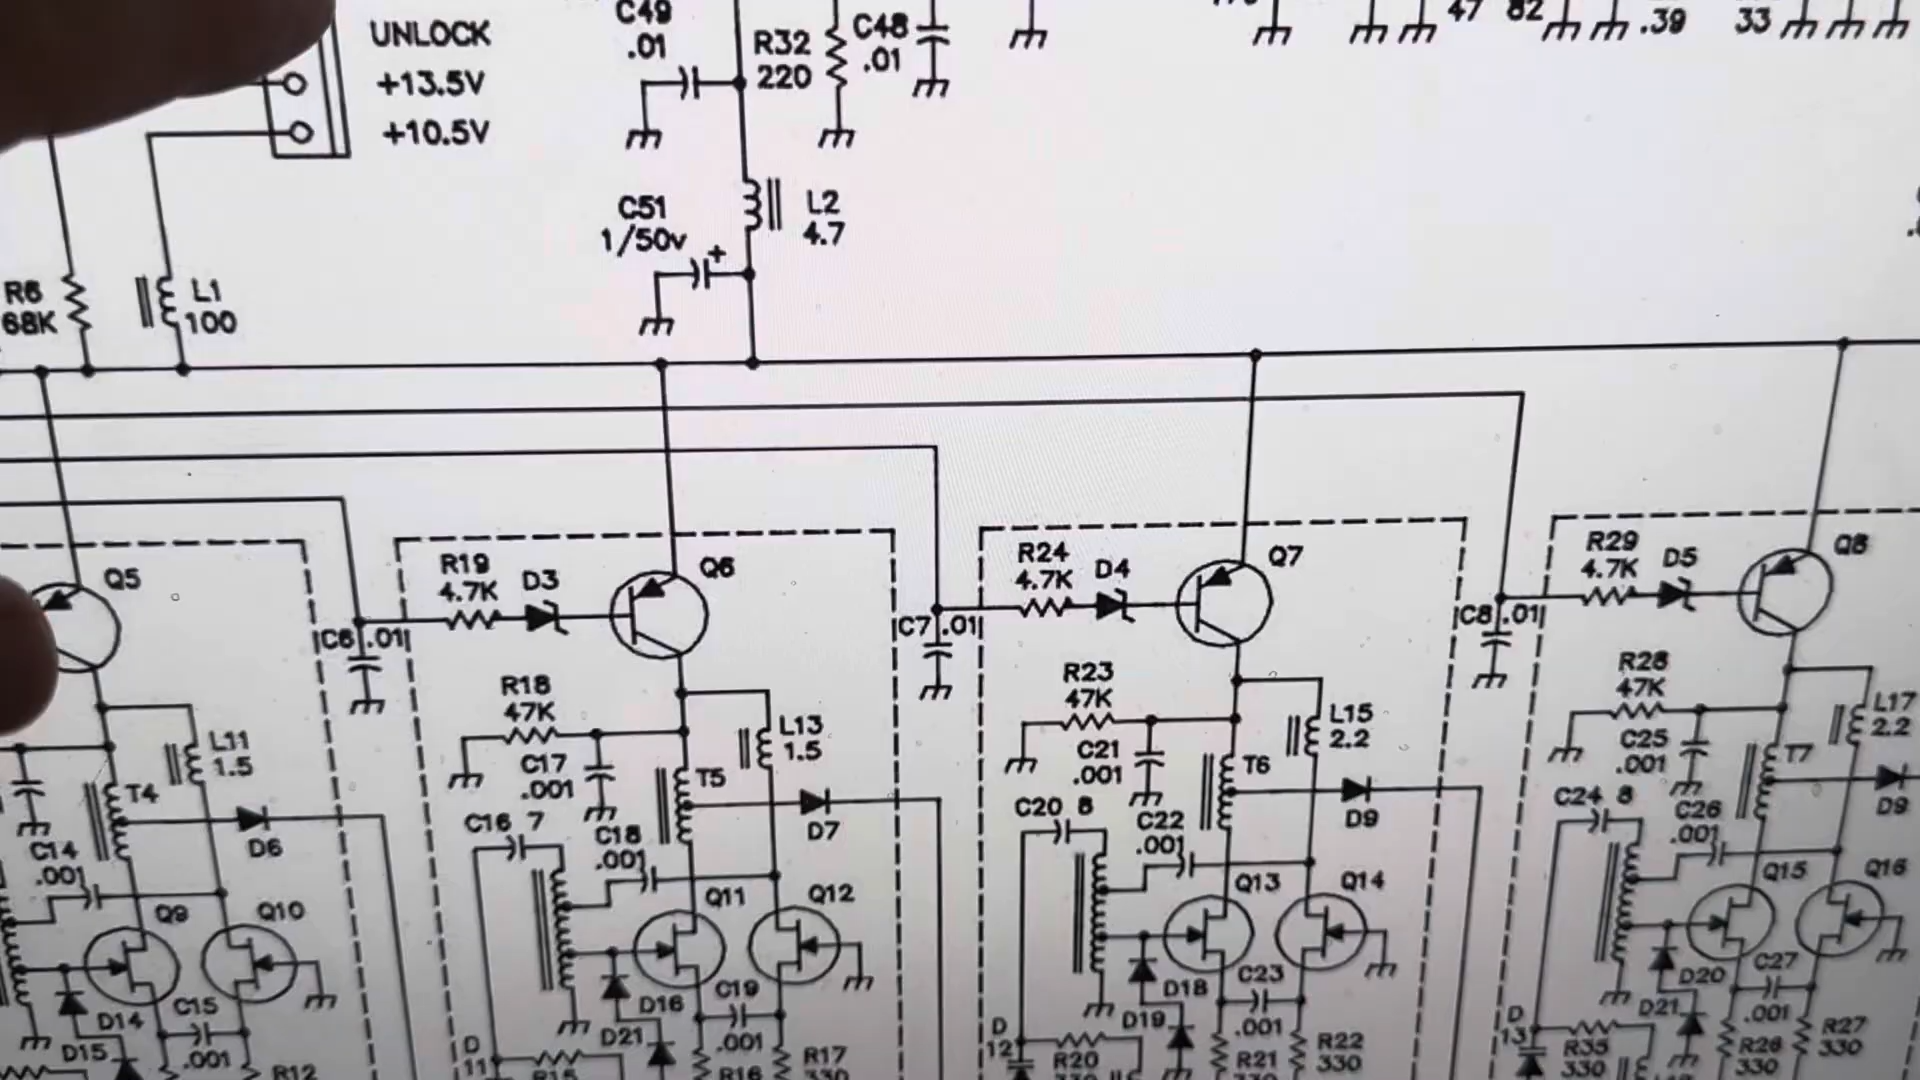 C49
.01
R32
220
C48
.01
47
82
.39
33
UNLOCK
+13.5V
+10.5V
C51
1/50v
+
L2
4.7
R6
68K
L1
100
Q5
R19
4.7K
D3
Q6
R24
4.7K
D4
Q7
R29
4.7K
D5
Q8
C6 .01
C7 .01
C8 .01
R18
47K
R23
47K
R28
47K
L11
1.5
L13
1.5
L15
2.2
L17
2.2
C17
.001
C21
.001
C25
.001
T4
T5
T6
T7
D6
D7
D9
D9
C16 7
C20 8
C24 8
C14
.001
C18
.001
C22
.001
C26
.001
Q9
Q10
Q11
Q12
Q13
Q14
Q15
Q16
D14
C15
.001
D15
D16
C19
.001
D21
D18
C23
.001
D19
D20
C27
.001
D21
R12
D
11
R15
R16
R17
330
D
12
R20
R21
R22
330
D
13
R35
330
R26
330
R27
330